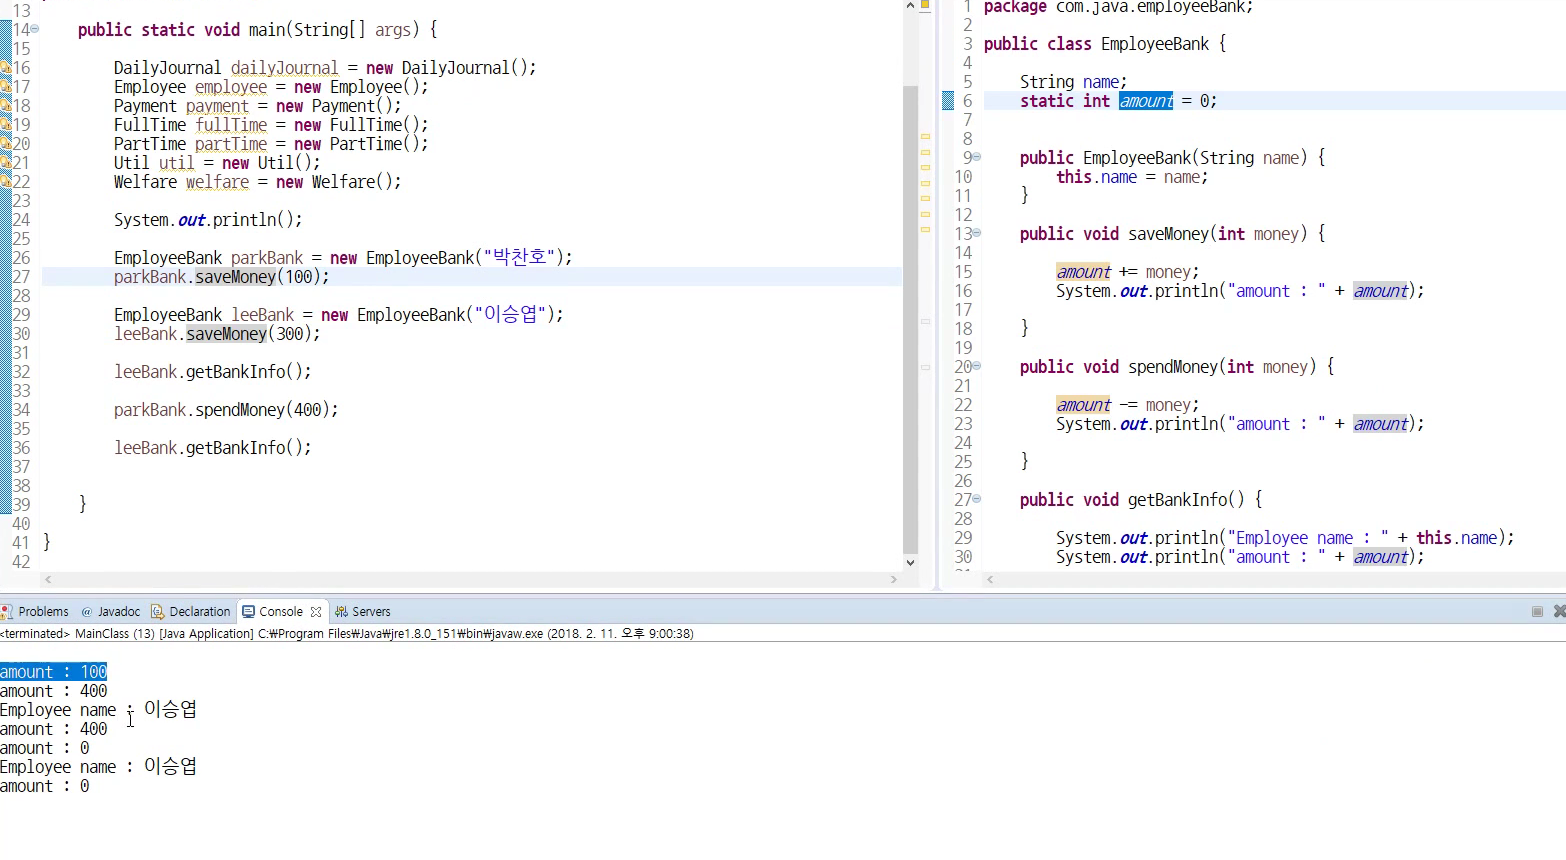 13
14 public static void main(String[] args) {
15
16 DailyJournal dailyJournal = new DailyJournal();
17 Employee employee = new Employee();
18 Payment payment = new Payment();
19 FullTime fullTime = new FullTime();
20 PartTime partTime = new PartTime();
21 Util util = new Util();
22 Welfare welfare = new Welfare();
23
24 System.out.println();
25
26 EmployeeBank parkBank = new EmployeeBank("박찬호");
27 parkBank.saveMoney(100);
28
29 EmployeeBank leeBank = new EmployeeBank("이승엽");
30 leeBank.saveMoney(300);
31
32 leeBank.getBankInfo();
33
34 parkBank.spendMoney(400);
35
36 leeBank.getBankInfo();
37
38
39 }
40
41 }
42
1 package com.java.employeeBank;
2
3 public class EmployeeBank {
4
5 String name;
6 static int amount = 0;
7
8
9 public EmployeeBank(String name) {
10 this.name = name;
11 }
12
13 public void saveMoney(int money) {
14
15 amount += money;
16 System.out.println("amount : " + amount);
17
18 }
19
20 public void spendMoney(int money) {
21
22 amount -= money;
23 System.out.println("amount : " + amount);
24
25 }
26
27 public void getBankInfo() {
28
29 System.out.println("Employee name : " + this.name);
30 System.out.println("amount : " + amount);
Problems @ Javadoc Declaration Console Servers
<terminated> MainClass (13) [Java Application] C:₩Program Files₩Java₩jre1.8.0_151₩bin₩javaw.exe (2018. 2. 11. 오후 9:00:38)
amount : 100
amount : 400
Employee name : 이승엽
amount : 400
amount : 0
Employee name : 이승엽
amount : 0